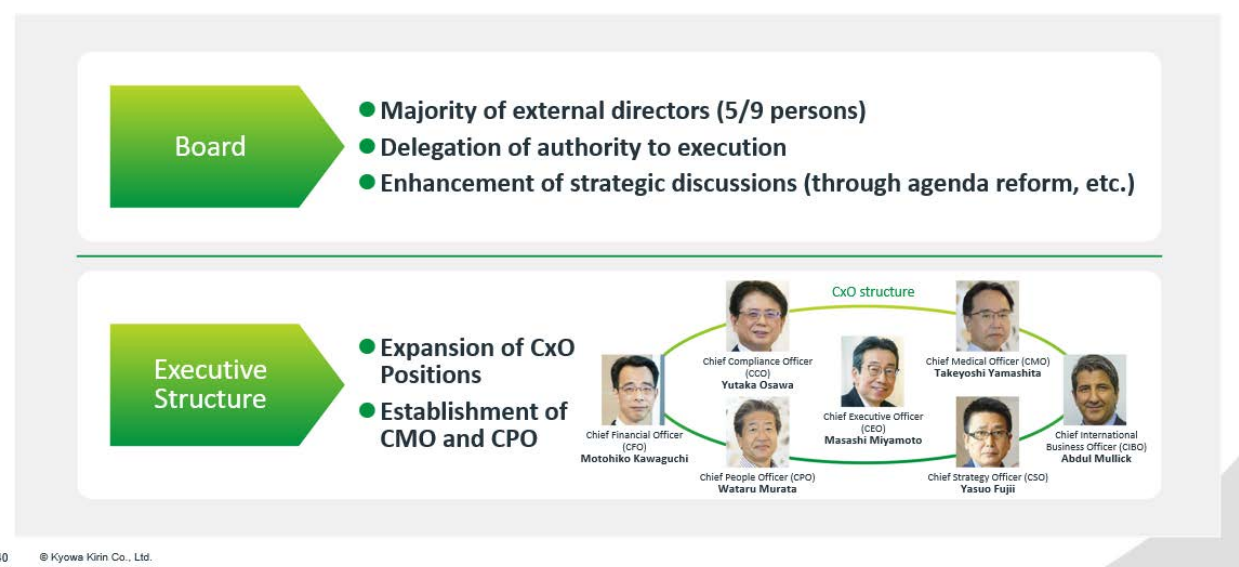 Board
● Majority of external directors (5/9 persons)
● Delegation of authority to execution
● Enhancement of strategic discussions (through agenda reform, etc.)
Executive
Structure
● Expansion of CxO
Positions
● Establishment of
CMO and CPO
CxO structure
Chief Compliance Officer
(CCO)
Yutaka Osawa
Chief Medical Officer (CMO)
Takeyoshi Yamashita
Chief Financial Officer
(CFO)
Motohiko Kawaguchi
Chief Executive Officer
(CEO)
Masashi Miyamoto
Chief International
Business Officer (CIBO)
Abdul Mullick
Chief People Officer (CPO)
Wataru Murata
Chief Strategy Officer (CSO)
Yasuo Fujii
© Kyowa Kirin Co., Ltd.